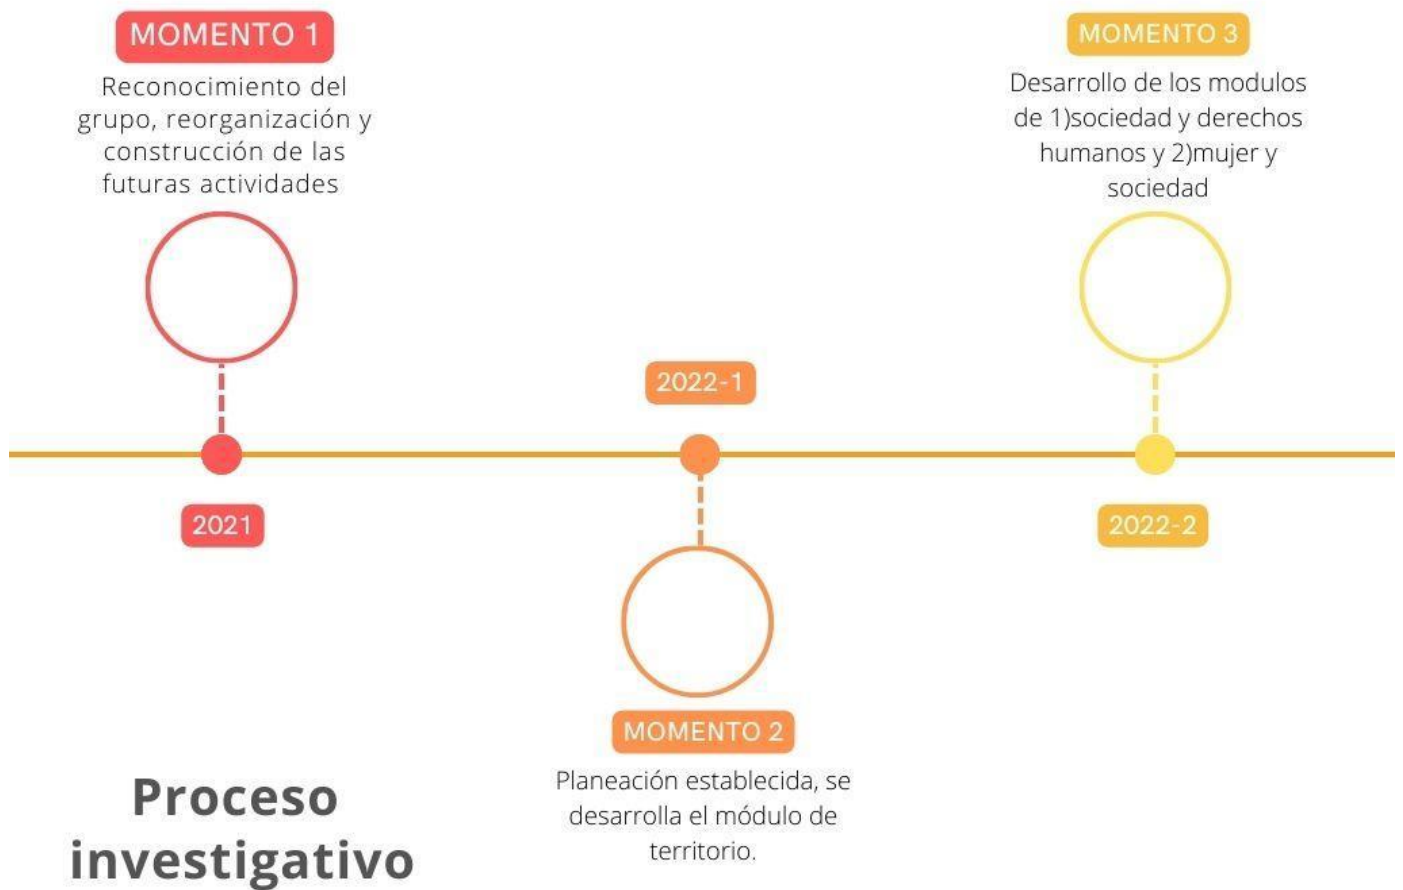 MOMENTO 1
Reconocimiento del
grupo, reorganización y
construcción de las
futuras actividades
2021
2022-1
MOMENTO 2
Planeación establecida, se
desarrolla el módulo de
territorio.
MOMENTO 3
Desarrollo de los modulos
de 1)sociedad y derechos
humanos y 2)mujer y
sociedad
2022-2
Proceso
investigativo